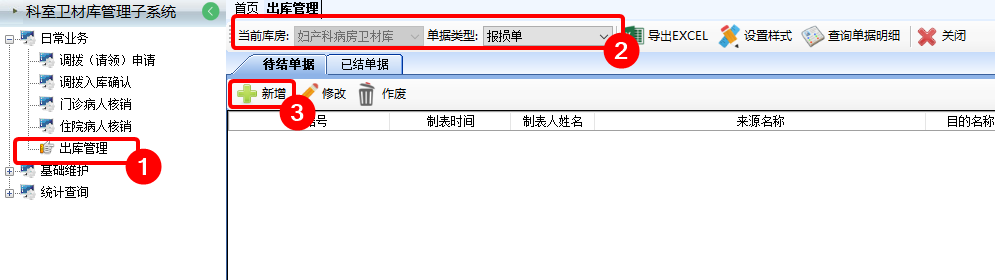 科室卫材库管理子系统
日常业务
调拨（请领）申请
调拨入库确认
门诊病人核销
住院病人核销
出库管理
1
基础维护
统计查询
首页 出库管理
当前库房: 妇产科病房卫材库 单据类型: 报损单 2 导出EXCEL 设置样式 查询单据明细 关闭
待结单据 已结单据
新增 3 修改 作废
号 制表时间 制表人姓名 来源名称 目的名称